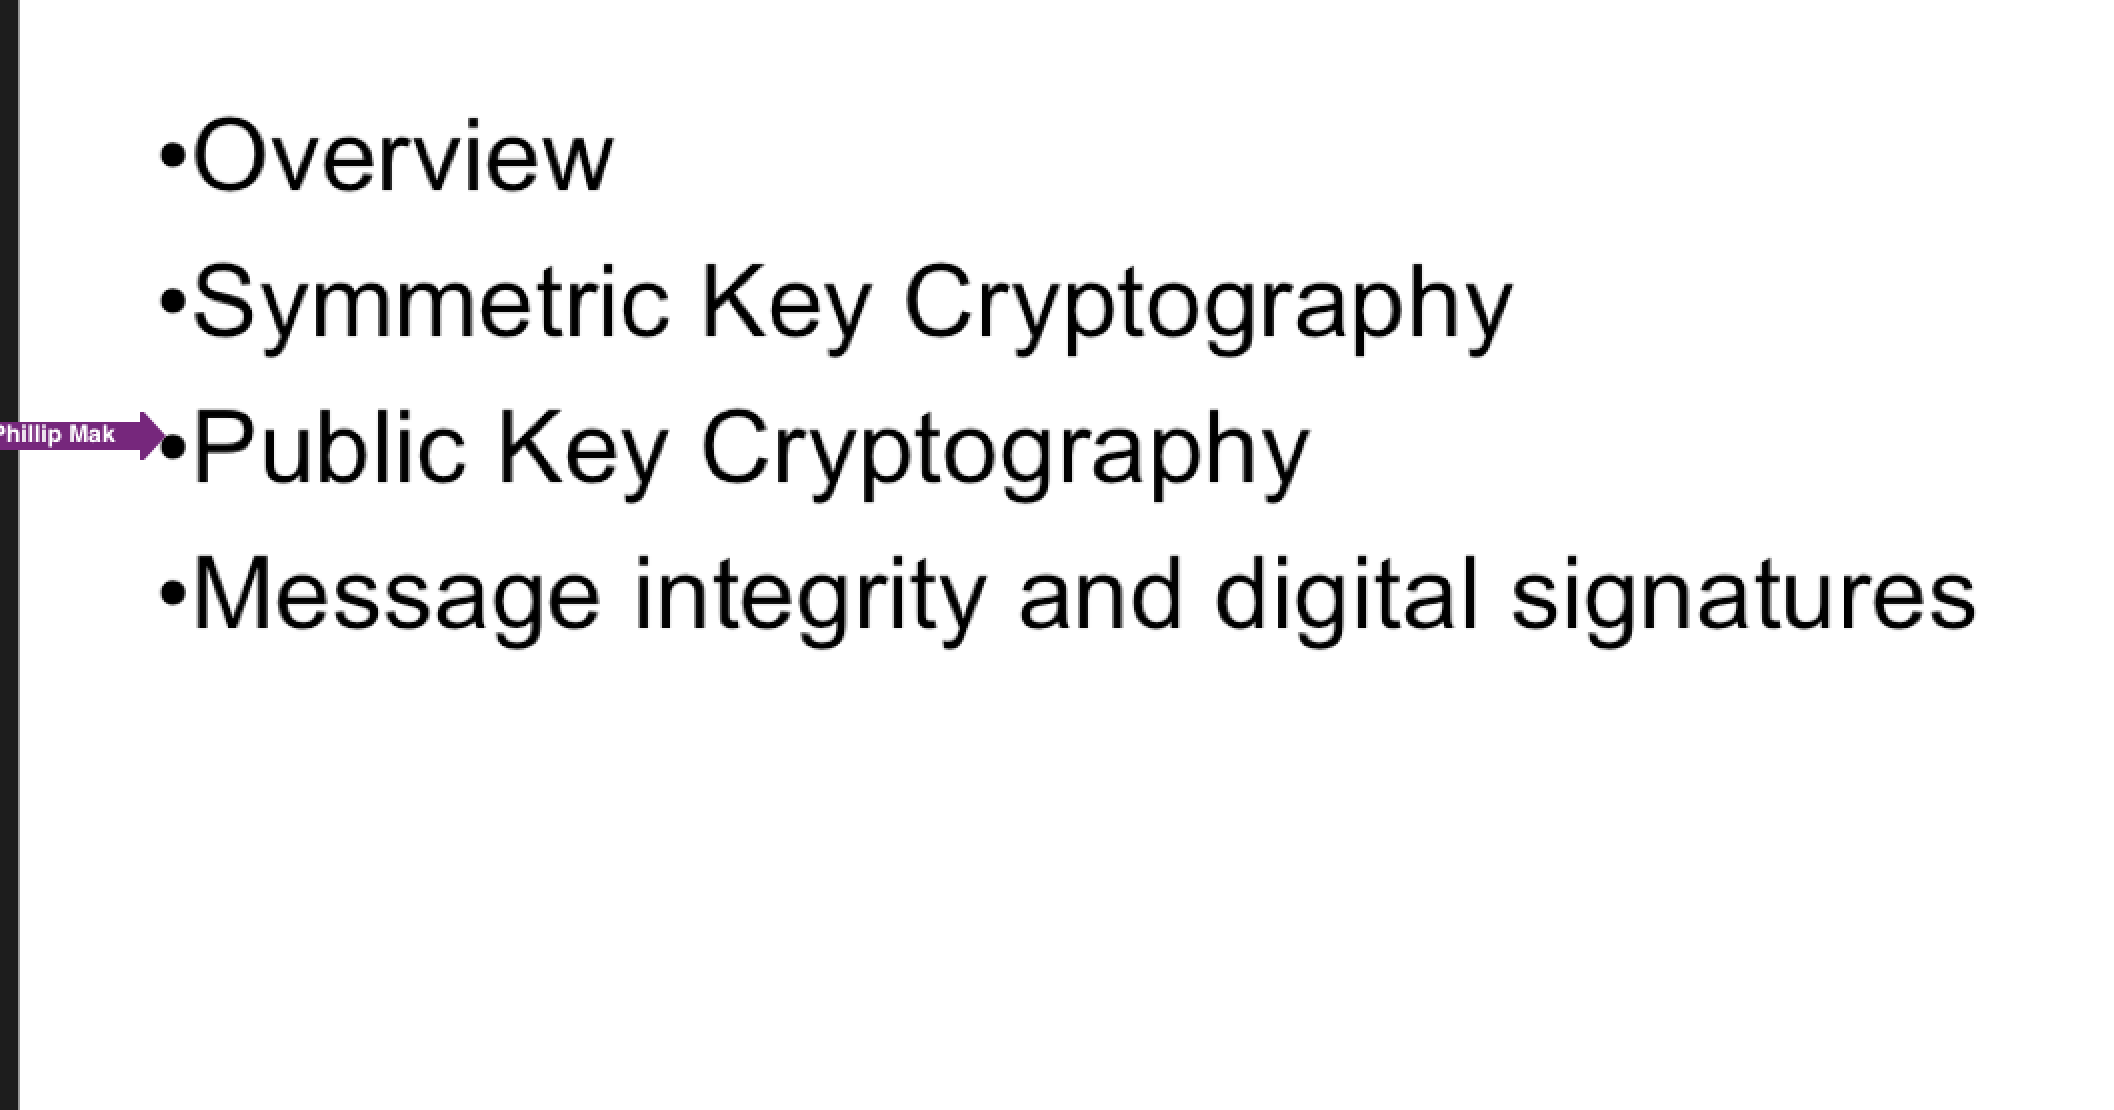 •Overview
•Symmetric Key Cryptography
Phillip Mak
•Public Key Cryptography
•Message integrity and digital signatures